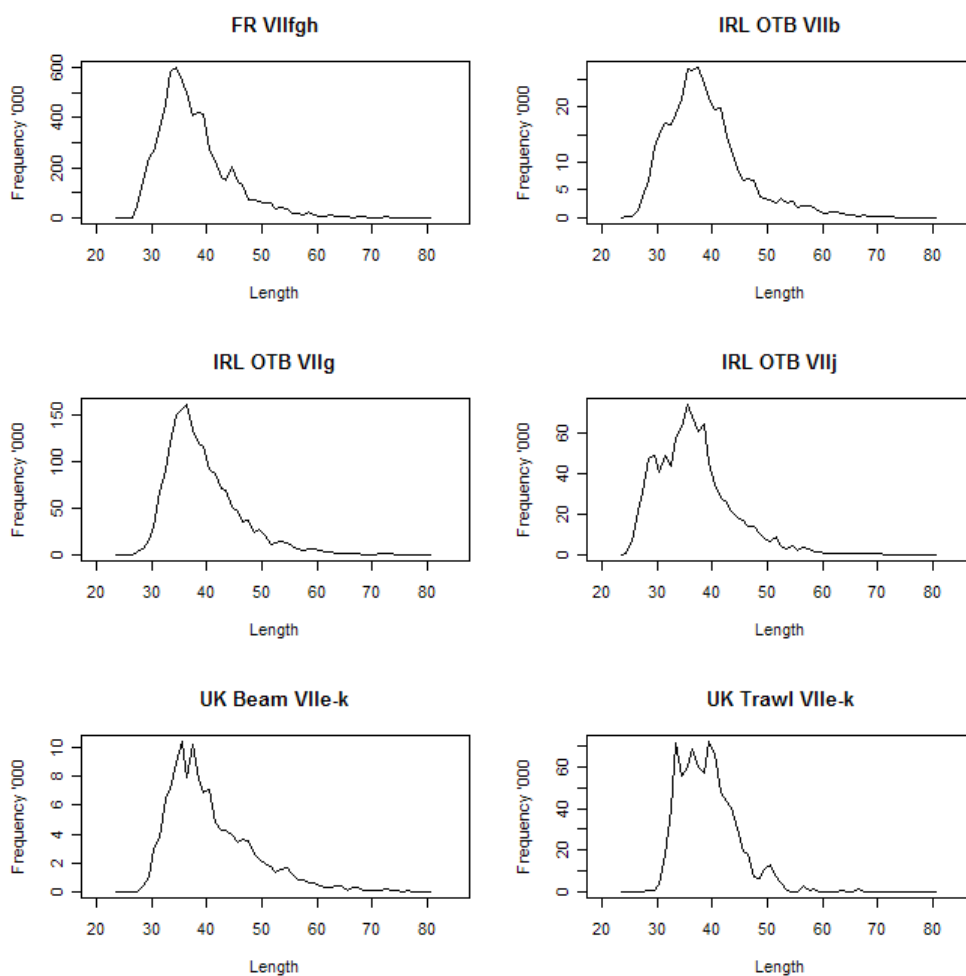 FR VIIfgh
Frequency '000
600
400
200
0
20 30 40 50 60 70 80
Length
IRL OTB VIIb
Frequency '000
20
10
5
0
20 30 40 50 60 70 80
Length
IRL OTB VIIg
Frequency '000
150
100
50
0
20 30 40 50 60 70 80
Length
IRL OTB VIIj
Frequency '000
60
40
20
0
20 30 40 50 60 70 80
Length
UK Beam VIIe-k
Frequency '000
10
8
6
4
2
0
20 30 40 50 60 70 80
Length
UK Trawl VIIe-k
Frequency '000
60
40
20
0
20 30 40 50 60 70 80
Length